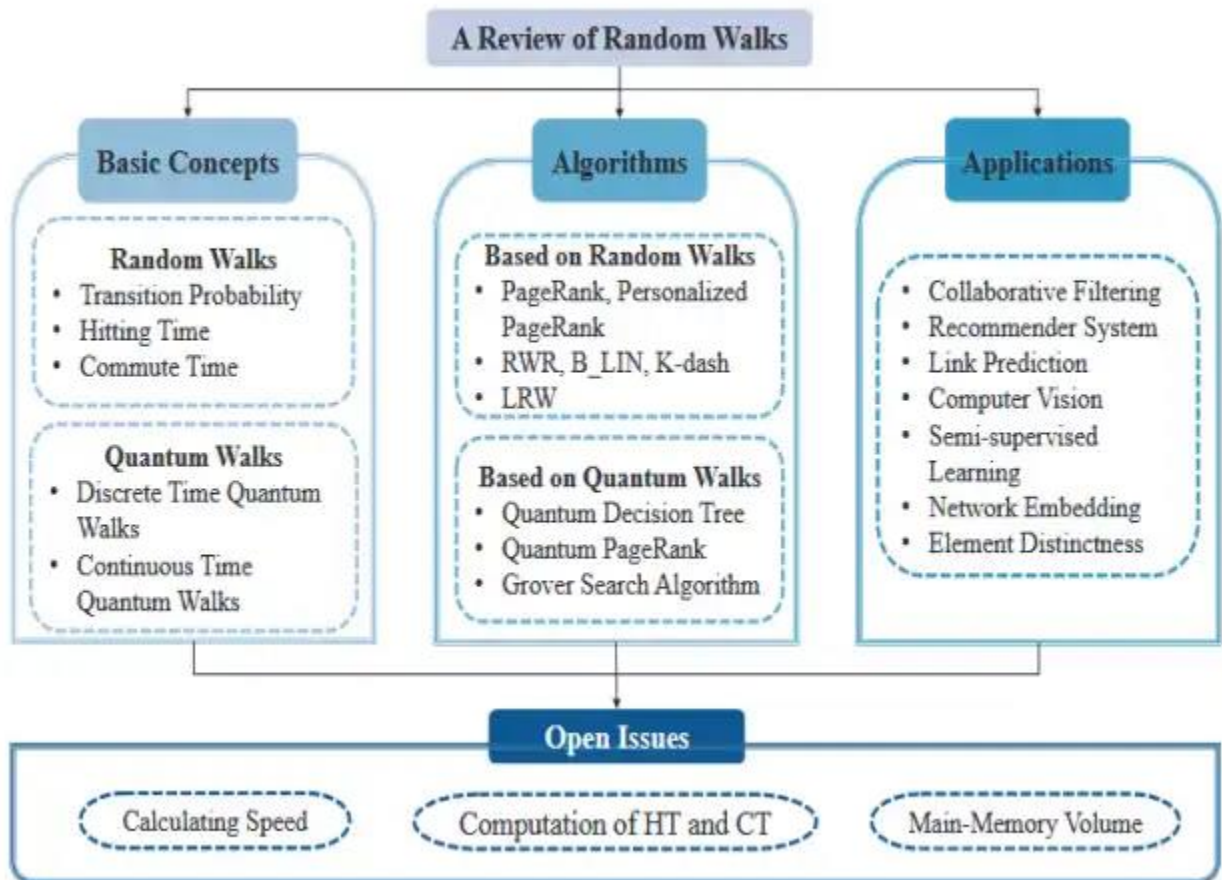 A Review of Random Walks
Basic Concepts
Random Walks
• Transition Probability
• Hitting Time
• Commute Time
Quantum Walks
• Discrete Time Quantum
Walks
• Continuous Time
Quantum Walks
Algorithms
Based on Random Walks
• PageRank, Personalized
PageRank
• RWR, B_LIN, K-dash
• LRW
Based on Quantum Walks
• Quantum Decision Tree
• Quantum PageRank
• Grover Search Algorithm
Applications
• Collaborative Filtering
• Recommender System
• Link Prediction
• Computer Vision
• Semi-supervised
Learning
• Network Embedding
• Element Distinctness
Open Issues
Calculating Speed
Computation of HT and CT
Main-Memory Volume